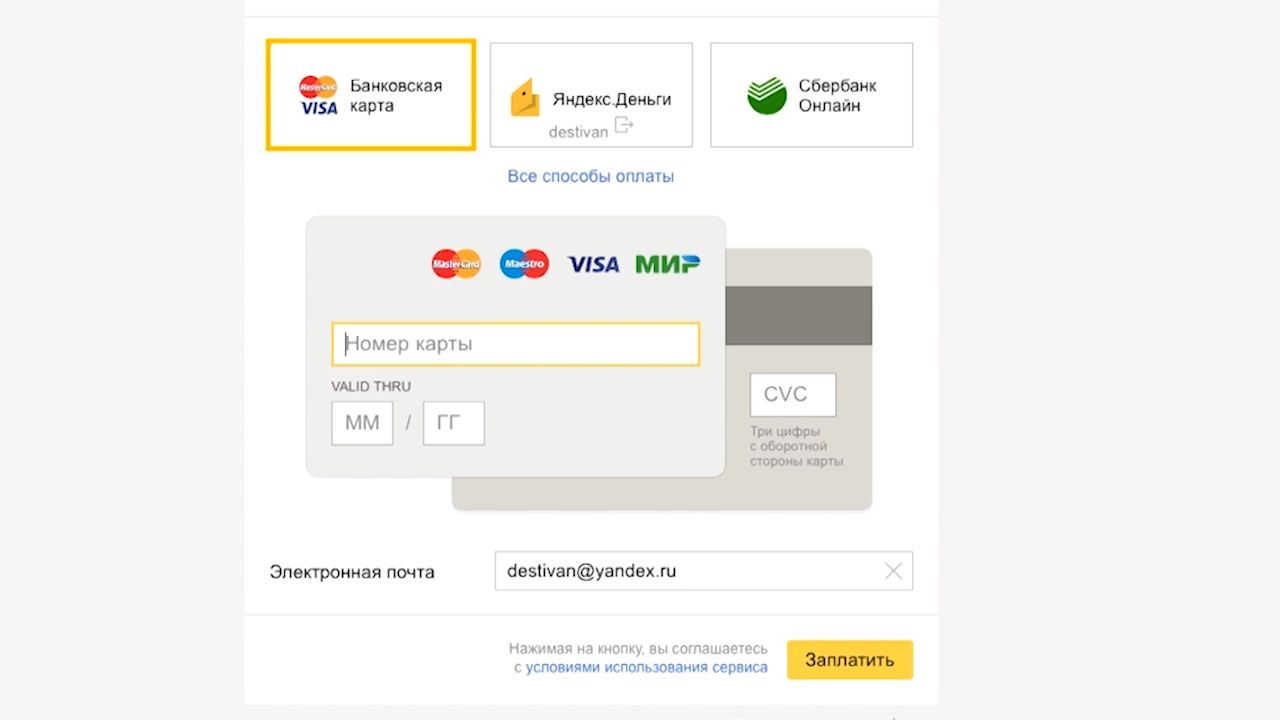 MasterCard
VISA
Банковская
карта
Яндекс.Деньги
destivan
Сбербанк
Онлайн
Все способы оплаты
MasterCard Maestro VISA МИР
Номер карты
VALID THRU
ММ / ГГ
CVC
Три цифры
с оборотной
стороны карты
Электронная почта destivan@yandex.ru
Нажимая на кнопку, вы соглашаетесь
с условиями использования сервиса
Заплатить